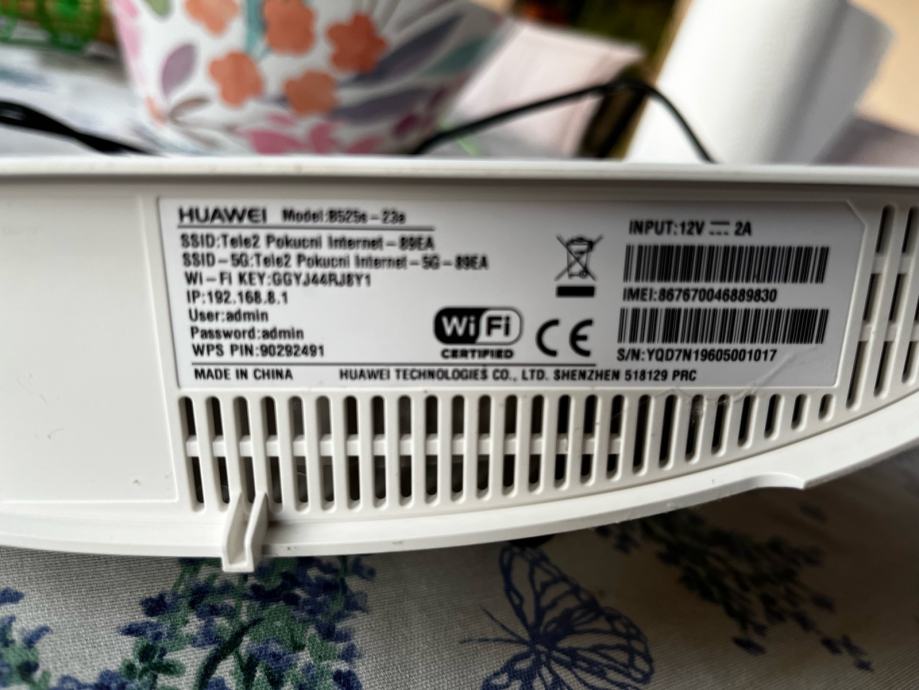 HUAWEI Model:B525s-23a
SSID:Tele2 Pokucni Internet-89EA
SSID-5G:Tele2 Pokucni Internet-5G-89EA
Wi-Fi KEY:GGYJ44RJ8Y1
IP:192.168.8.1
User:admin
Password:admin
WPS PIN:90292491
Wi Fi
CERTIFIED
CE
INPUT:12V ⎓ 2A
IMEI:867670046889830
S/N:YQD7N19605001017
MADE IN CHINA HUAWEI TECHNOLOGIES CO., LTD. SHENZHEN 518129 PRC